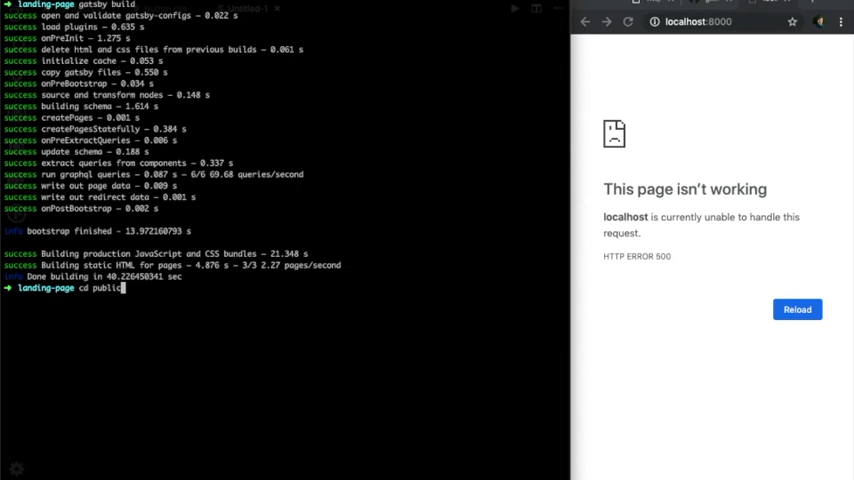 → landing-page gatsby build
Untitled-1
success open and validate gatsby-configs – 0.022 s
success load plugins – 0.635 s
success onPreInit – 1.275 s
success delete html and css files from previous builds – 0.061 s
success initialize cache – 0.053 s
success copy gatsby files – 0.550 s
success onPreBootstrap – 0.034 s
success source and transform nodes – 0.148 s
success building schema – 1.614 s
success createPages – 0.001 s
success createPagesStatefully – 0.384 s
success onPreExtractQueries – 0.006 s
success update schema – 0.188 s
success extract queries from components – 0.337 s
success run graphql queries – 0.087 s – 6/6 69.68 queries/second
success write out page data – 0.009 s
success write out redirect data – 0.001 s
success onPostBootstrap – 0.002 s
info bootstrap finished – 13.972160793 s
success Building production JavaScript and CSS bundles – 21.348 s
success Building static HTML for pages – 4.876 s – 3/3 2.27 pages/second
info Done building in 40.226450341 sec
→ landing-page cd public
localhost:8000
This page isn't working
localhost is currently unable to handle this
request.
HTTP ERROR 500
Reload